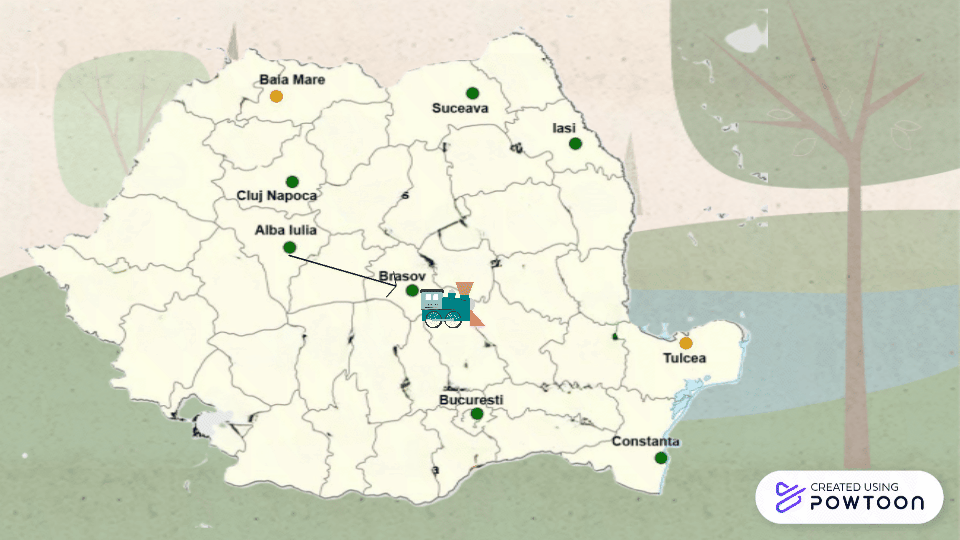 Baia Mare
Suceava
Iasi
Cluj Napoca
Alba Iulia
Brasov
Tulcea
Bucuresti
Constanta
CREATED USING
POWTOON